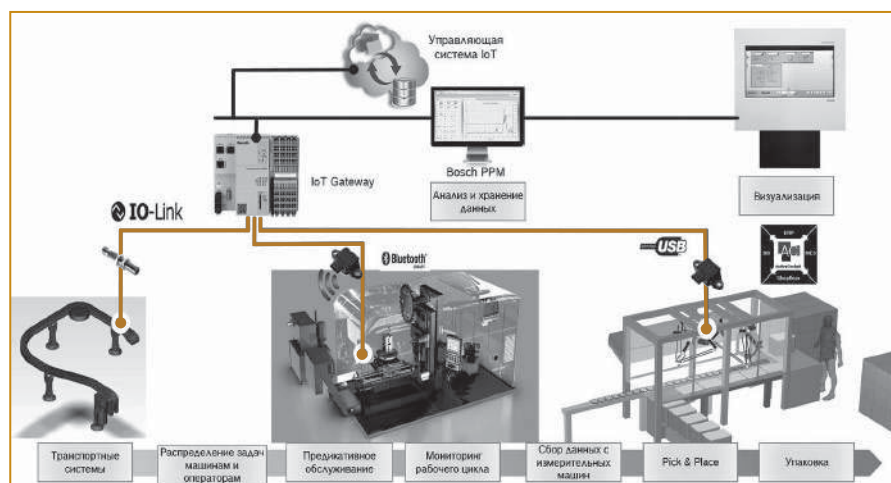 Управляющая
система IoT
IoT Gateway
Bosch PPM
Анализ и хранение
данных
Визуализация
IO-Link
Bluetooth
USB
Транспортные
системы
Распределение задач
машинам и
операторам
Предикативное
обслуживание
Мониторинг
рабочего цикла
Сбор данных с
измерительных
машин
Pick & Place
Упаковка